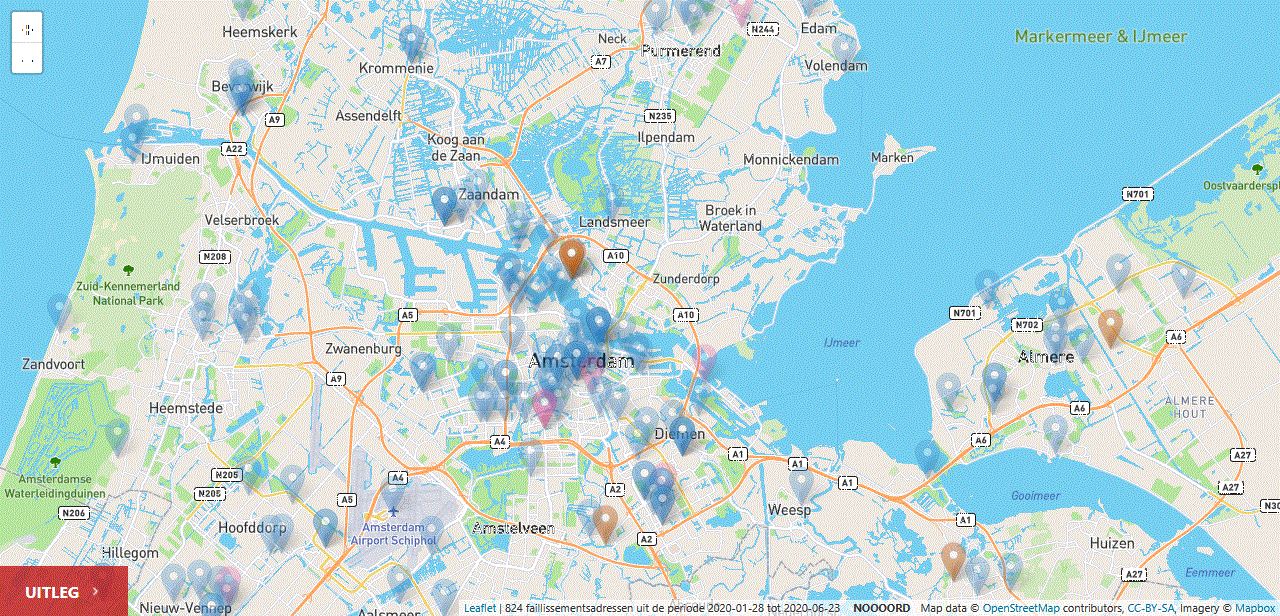 Heemskerk
Neck
Purmerend
N244
Edam
Markermeer & IJmeer
Krommenie
A7
Volendam
Beverwijk
A9
Assendelft
N235
Koog aan
de Zaan
Ilpendam
A22
IJmuiden
Monnickendam
Marken
Oostvaarderspl
Zaandam
N701
Velserbroek
Landsmeer
Broek in
Waterland
N208
A10
Zuid-Kennemerland
National Park
Zunderdorp
A5
A10
N701
N702
IJmeer
A6
Zandvoort
Zwanenburg
Amsterdam
Almere
A9
Heemstede
ALMERE
HOUT
A6
A4
Diemen
A6
A1
A1
A27
Amsterdamse
Waterleidingduinen
N205
A4
A1
A27
N205
A5
A2
Gooimeer
N206
Weesp
N30
Hoofddorp
Amsterdam
Airport Schiphol
Amstelveen
A1
Hillegom
A2
Huizen
A27
Eemmeer
UITLEG
Nieuw-Vennep
Aalsmeer
Leaflet | 824 faillissementsadressen uit de periode 2020-01-28 tot 2020-06-23 NOOOORD Map data © OpenStreetMap contributors, CC-BY-SA, Imagery © Mapbox